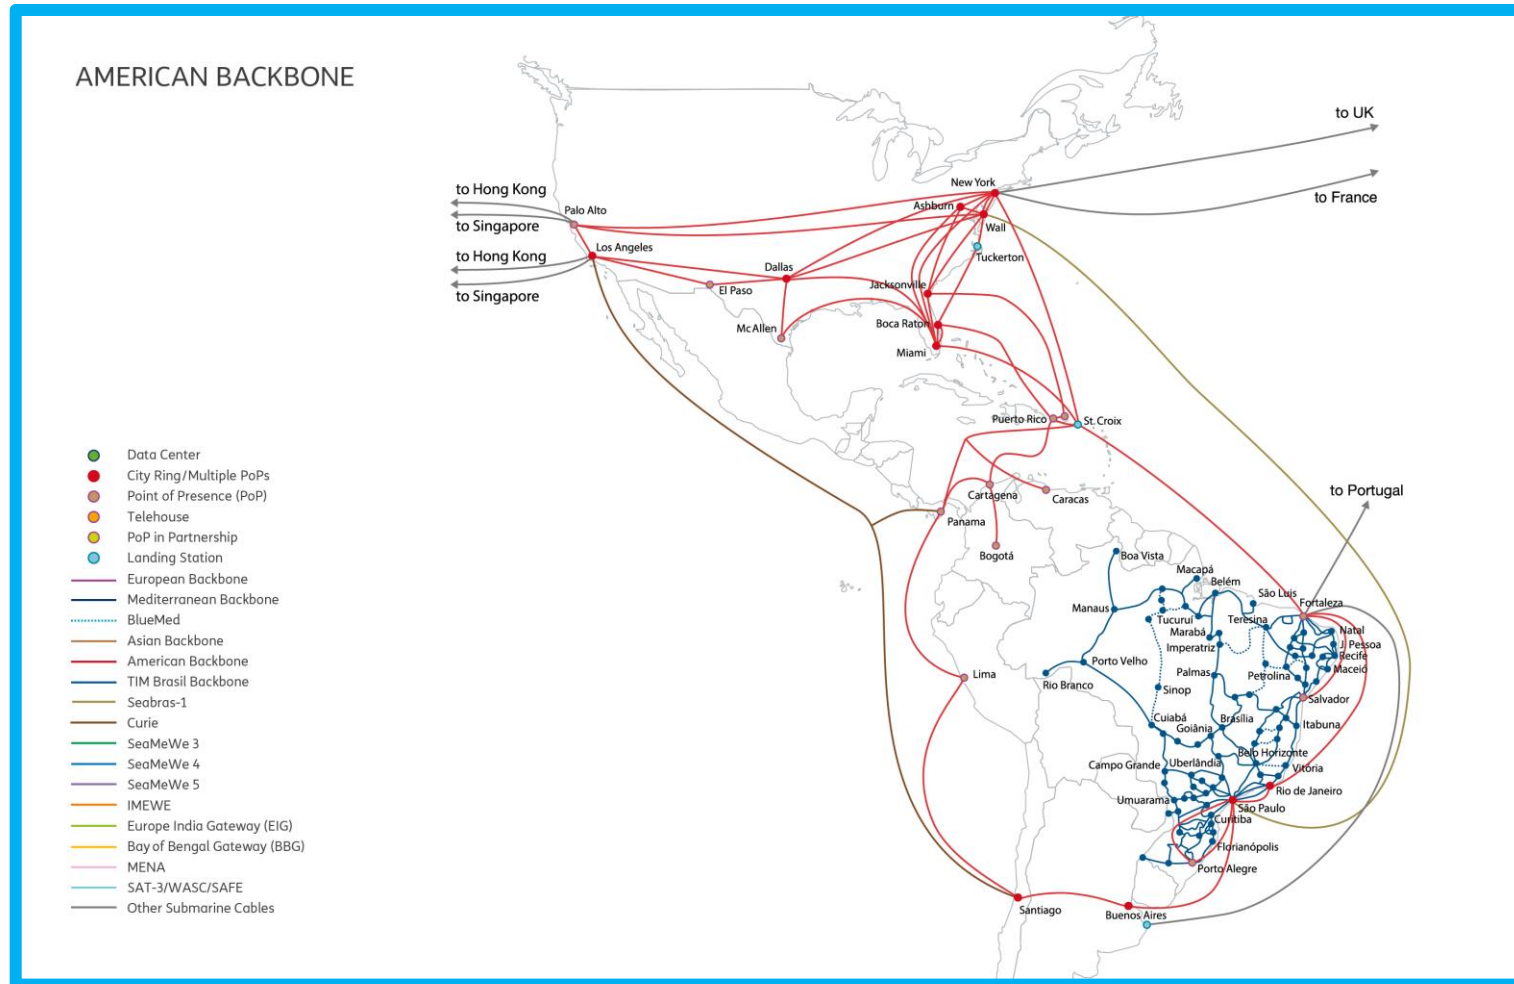 AMERICAN BACKBONE
to UK
to France
to Hong Kong
to Singapore
to Hong Kong
to Singapore
New York
Ashburn
Wall
Tuckerton
Palo Alto
Los Angeles
Dallas
El Paso
McAllen
Jacksonville
Boca Raton
Miami
Puerto Rico
St. Croix
Cartagena
Caracas
Panama
Bogotá
to Portugal
Boa Vista
Macapá
Belém
São Luis
Fortaleza
Manaus
Tucuruí
Teresina
Natal
Marabá
J. Pessoa
Imperatriz
Recife
Maceió
Porto Velho
Palmas
Petrolina
Rio Branco
Sinop
Salvador
Lima
Cuiabá
Brasília
Itabuna
Goiânia
Belo Horizonte
Campo Grande
Uberlândia
Vitória
Rio de Janeiro
Umuarama
São Paulo
Curitiba
Florianópolis
Porto Alegre
Santiago
Buenos Aires
Data Center
City Ring/Multiple PoPs
Point of Presence (PoP)
Telehouse
PoP in Partnership
Landing Station
European Backbone
Mediterranean Backbone
BlueMed
Asian Backbone
American Backbone
TIM Brasil Backbone
Seabras-1
Curie
SeaMeWe 3
SeaMeWe 4
SeaMeWe 5
IMEWE
Europe India Gateway (EIG)
Bay of Bengal Gateway (BBG)
MENA
SAT-3/WASC/SAFE
Other Submarine Cables